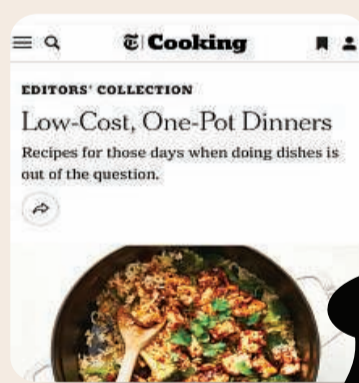 T Cooking
EDITORS' COLLECTION
Low-Cost, One-Pot Dinners
Recipes for those days when doing dishes is
out of the question.